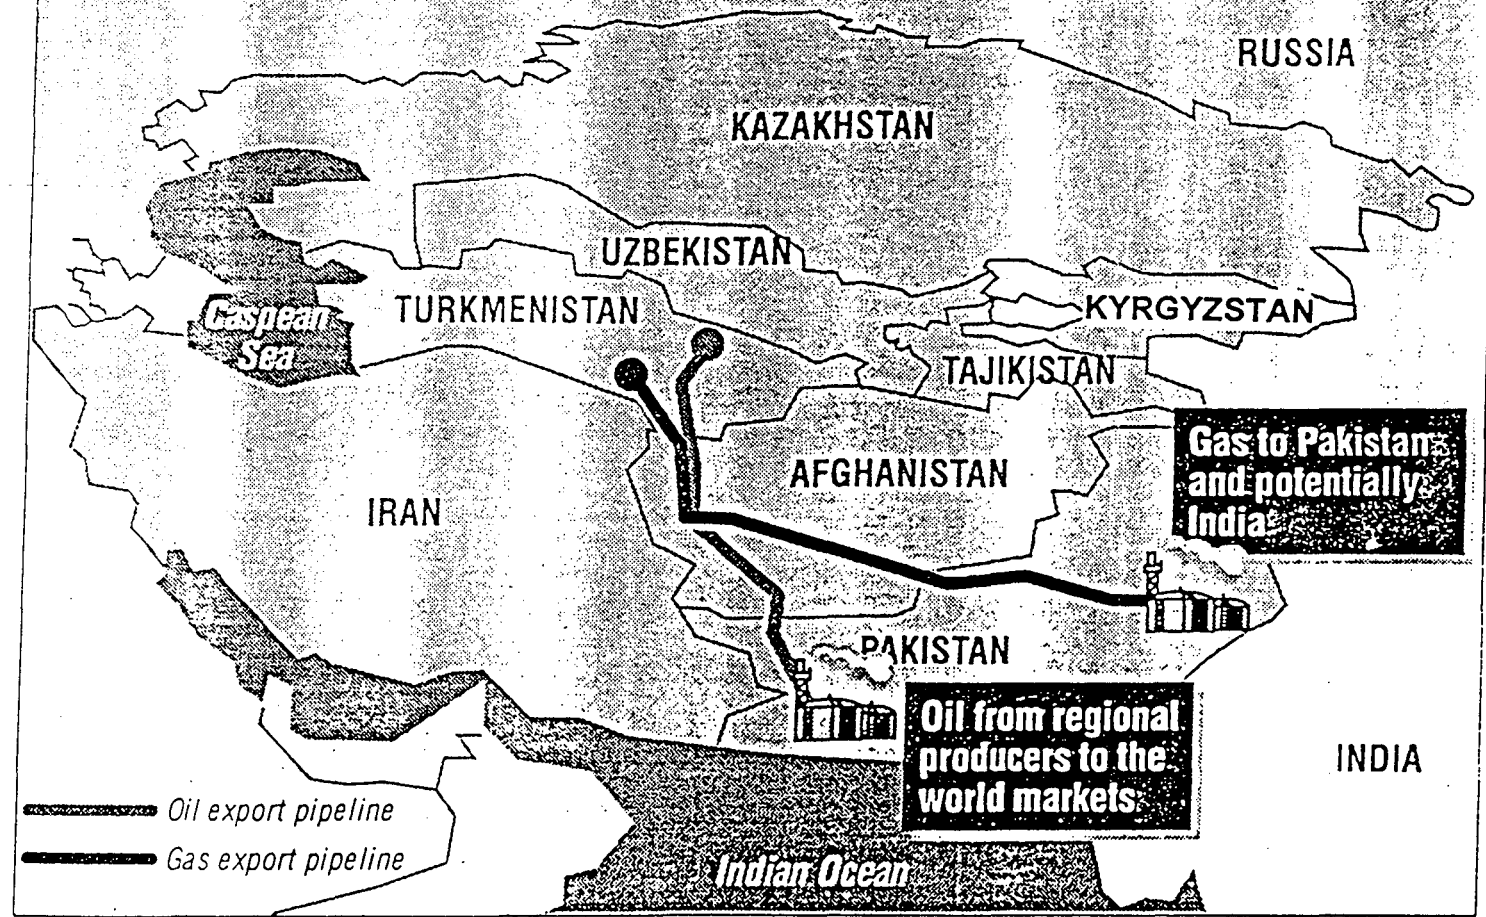 RUSSIA
KAZAKHSTAN
UZBEKISTAN
TURKMENISTAN
KYRGYZSTAN
Caspean
Sea
TAJIKISTAN
Gas to Pakistan
and potentially
India
AFGHANISTAN
IRAN
PAKISTAN
Oil from regional
producers to the
world markets
INDIA
Oil export pipeline
Gas export pipeline
Indian Ocean